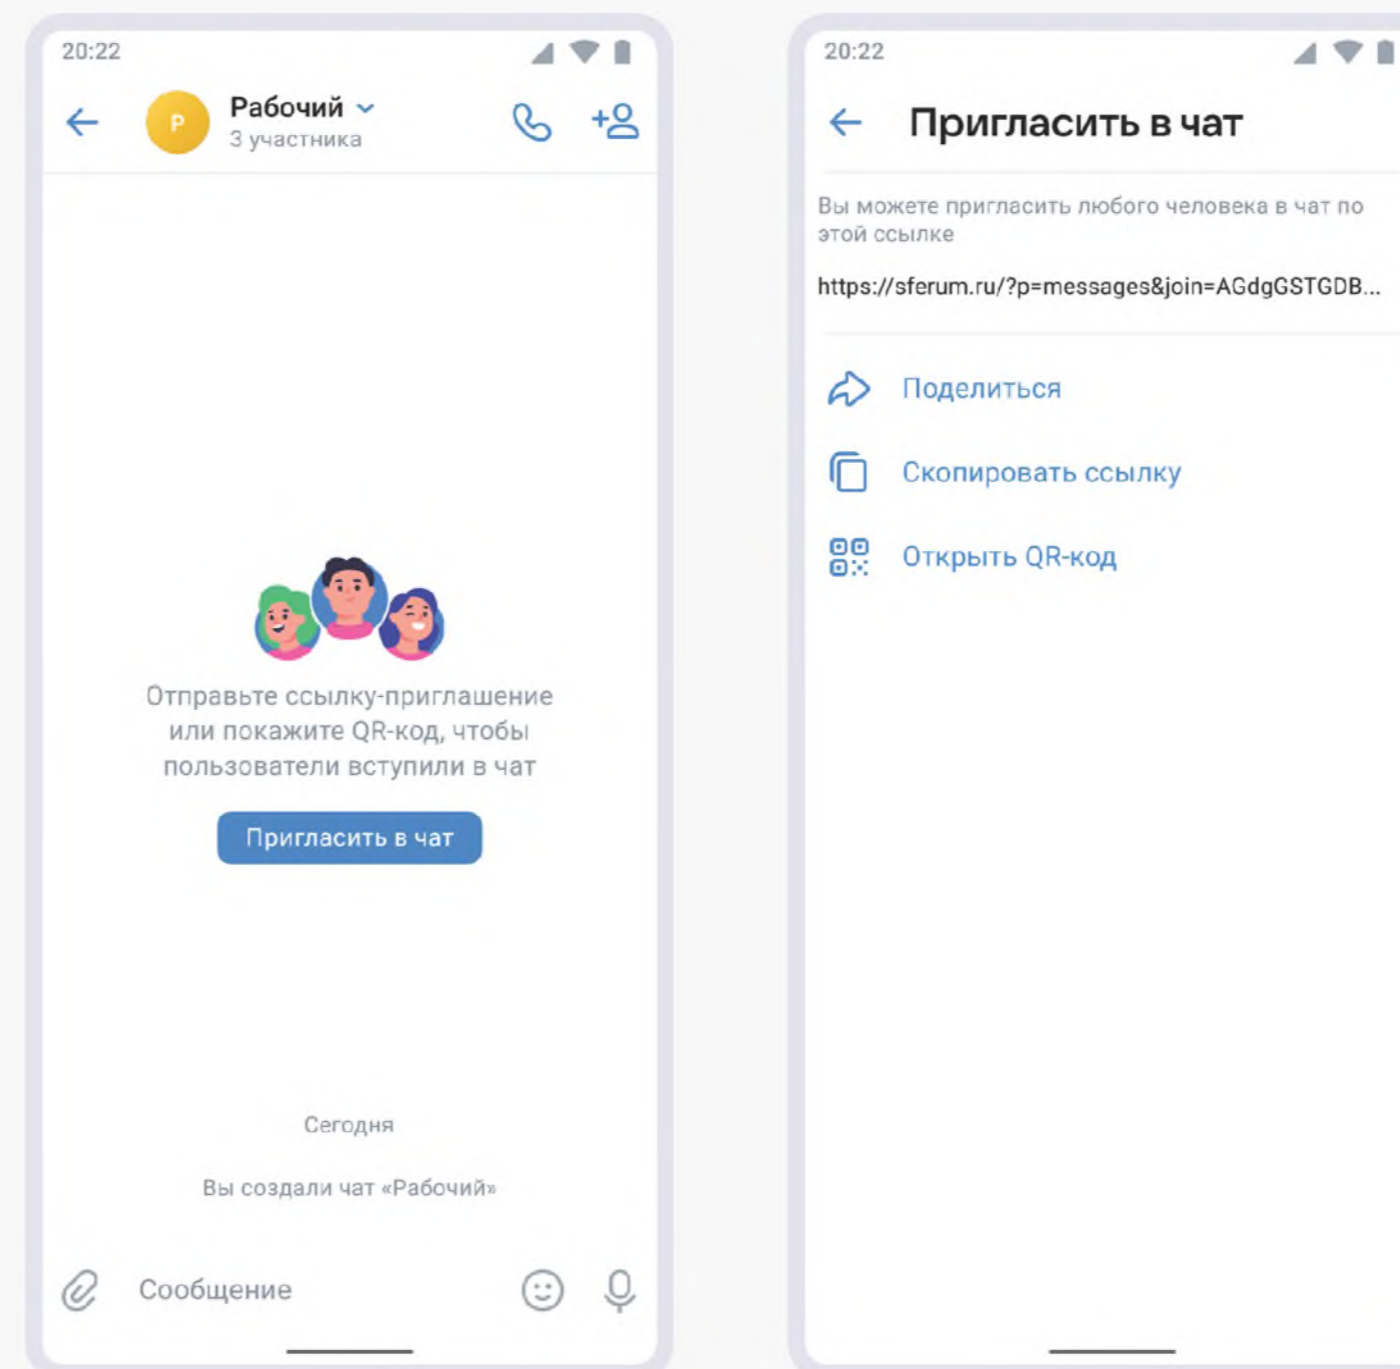 20:22
Р
Рабочий
3 участника
Отправьте ссылку-приглашение
или покажите QR-код, чтобы
пользователи вступили в чат
Пригласить в чат
Сегодня
Вы создали чат «Рабочий»
Сообщение
20:22
Пригласить в чат
Вы можете пригласить любого человека в чат по
этой ссылке
https://sferum.ru/?p=messages&join=AGdgGSTGDB...
Поделиться
Скопировать ссылку
Открыть QR-код